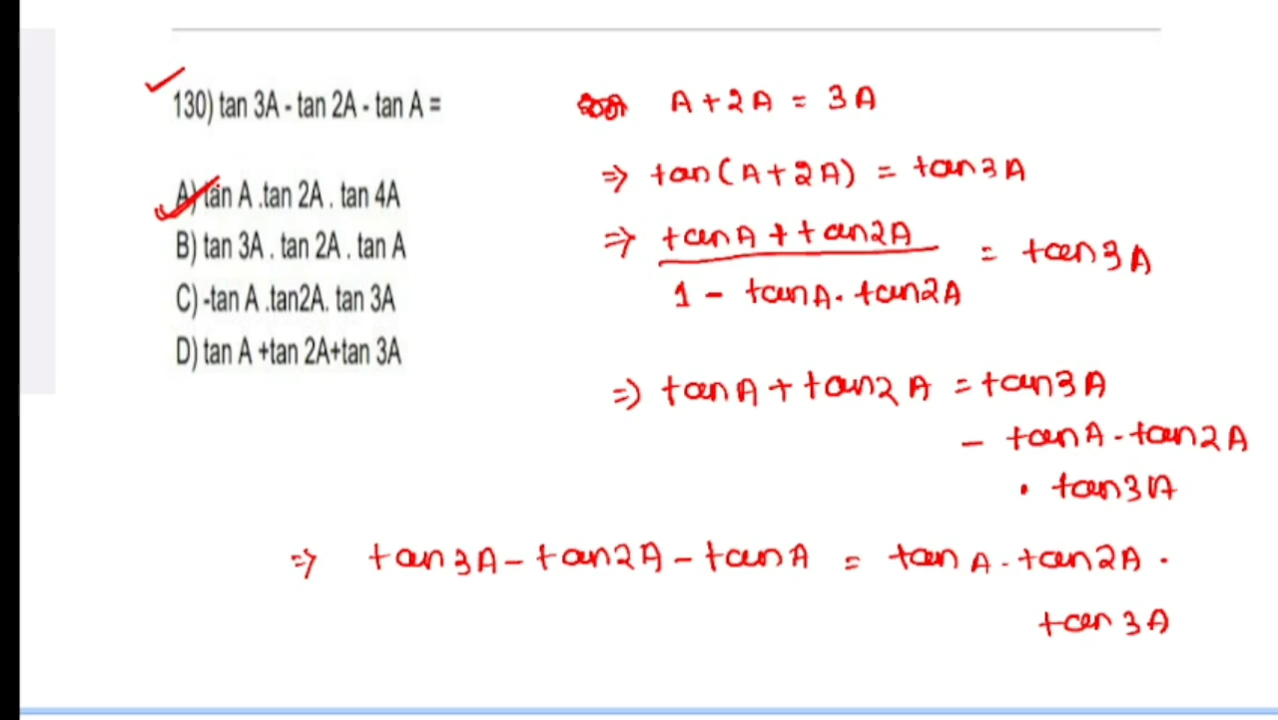 130) tan 3A - tan 2A - tan A =
A) tan A .tan 2A . tan 4A
B) tan 3A . tan 2A . tan A
C) -tan A .tan2A. tan 3A
D) tan A +tan 2A+tan 3A
A + 2A = 3A
⇒ tan(A + 2A) = tan3A
⇒ tanA + tan2A
1 - tanA. tan2A
= tan3A
⇒ tanA + tan2A = tan3A
- tanA . tan2A
. tan3A
⇒ tan3A - tan2A - tanA = tanA . tan2A .
tan3A